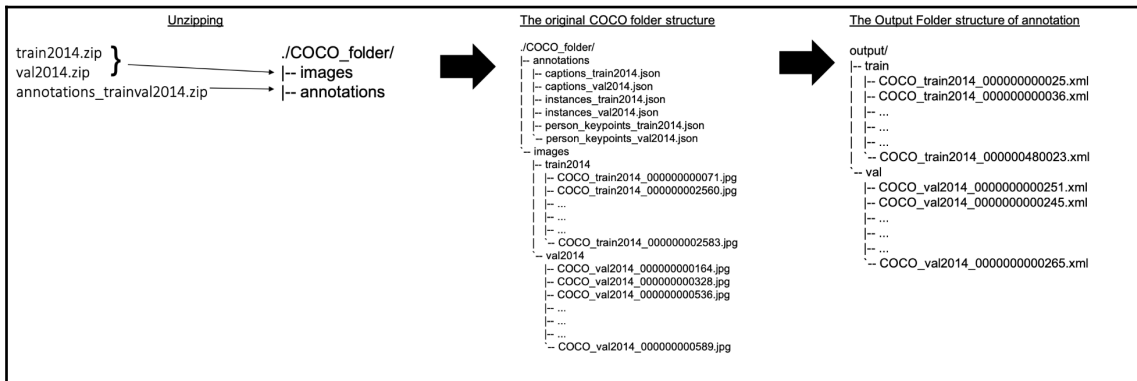 Unzipping
train2014.zip
val2014.zip
annotations_trainval2014.zip
}
./COCO_folder/
|-- images
|-- annotations
The original COCO folder structure
./COCO_folder/
|-- annotations
|   |-- captions_train2014.json
|   |-- captions_val2014.json
|   |-- instances_train2014.json
|   |-- instances_val2014.json
|   |-- person_keypoints_train2014.json
|   `-- person_keypoints_val2014.json
`-- images
    |-- train2014
    |   |-- COCO_train2014_000000000071.jpg
    |   |-- COCO_train2014_000000002560.jpg
    |   |-- ...
    |   |-- ...
    |   |-- ...
    |   `-- COCO_train2014_000000002583.jpg
    `-- val2014
        |-- COCO_val2014_000000000164.jpg
        |-- COCO_val2014_000000000328.jpg
        |-- COCO_val2014_000000000536.jpg
        |-- ...
        |-- ...
        |-- ...
        `-- COCO_val2014_000000000589.jpg
The Output Folder structure of annotation
output/
|-- train
|   |-- COCO_train2014_000000000025.xml
|   |-- COCO_train2014_000000000036.xml
|   |-- ...
|   |-- ...
|   |-- ...
|   `-- COCO_train2014_000000480023.xml
`-- val
    |-- COCO_val2014_0000000000251.xml
    |-- COCO_val2014_0000000000245.xml
    |-- ...
    |-- ...
    |-- ...
    `-- COCO_val2014_0000000000265.xml